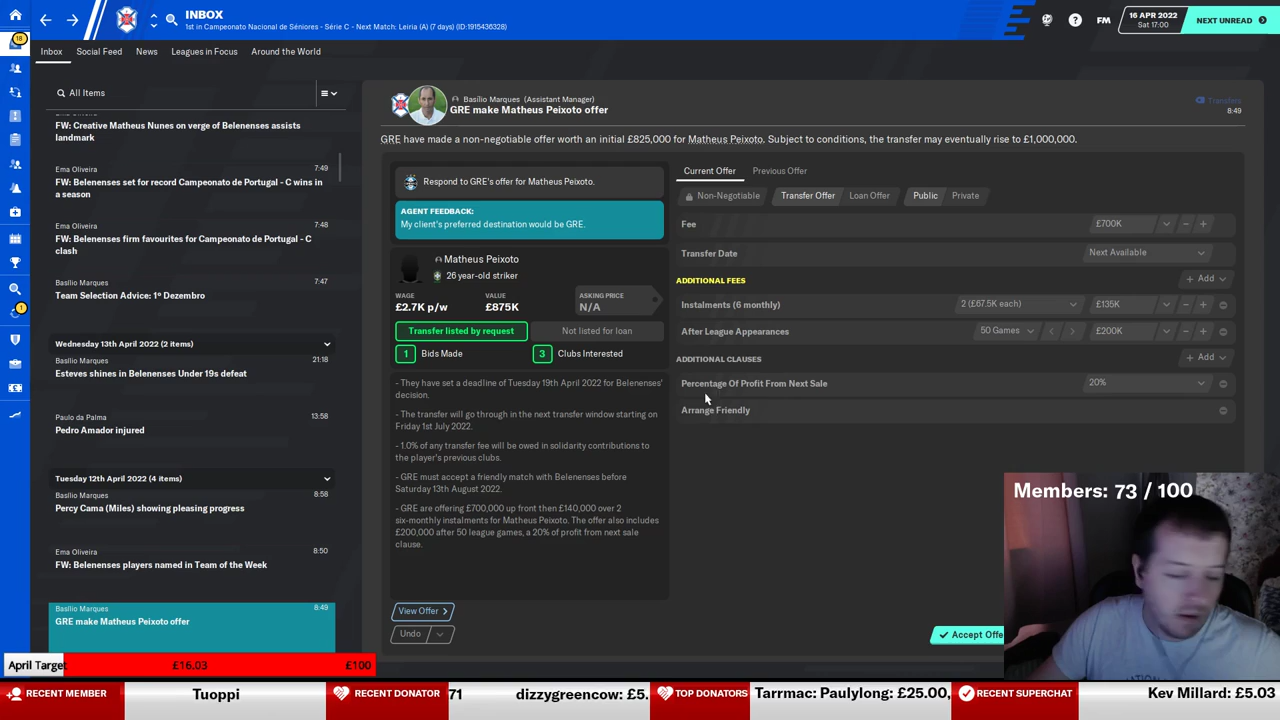 INBOX
1st in Campeonato Nacional de Séniores - Série C - Next Match: Leiria (A) (7 days) (ID:1915436328)
FM
16 APR 2022
Sat 17:00
NEXT UNREAD
18
Inbox
Social Feed
News
Leagues in Focus
Around the World
All Items
FW: Creative Matheus Nunes on verge of Belenenses assists
landmark
Ema Oliveira
7:49
FW: Belenenses set for record Campeonato de Portugal - C wins in
a season
Ema Oliveira
7:48
FW: Belenenses firm favourites for Campeonato de Portugal - C
clash
Basílio Marques
7:47
Team Selection Advice: 1º Dezembro
Wednesday 13th April 2022 (2 items)
Basílio Marques
21:18
Esteves shines in Belenenses Under 19s defeat
Paulo da Palma
13:58
Pedro Amador injured
Tuesday 12th April 2022 (4 items)
Basílio Marques
8:58
Percy Cama (Miles) showing pleasing progress
Ema Oliveira
8:50
FW: Belenenses players named in Team of the Week
Basílio Marques
8:49
GRE make Matheus Peixoto offer
Basílio Marques (Assistant Manager)
GRE make Matheus Peixoto offer
Transfers
8:49
GRE have made a non-negotiable offer worth an initial £825,000 for Matheus Peixoto. Subject to conditions, the transfer may eventually rise to £1,000,000.
Respond to GRE's offer for Matheus Peixoto.
AGENT FEEDBACK:
My client's preferred destination would be GRE.
Matheus Peixoto
26 year-old striker
WAGE
£2.7K p/w
VALUE
£875K
ASKING PRICE
N/A
Transfer listed by request
Not listed for loan
1 Bids Made
3 Clubs Interested
- They have set a deadline of Tuesday 19th April 2022 for Belenenses'
decision.
- The transfer will go through in the next transfer window starting on
Friday 1st July 2022.
- 1.0% of any transfer fee will be owed in solidarity contributions to
the player's previous clubs.
- GRE must accept a friendly match with Belenenses before
Saturday 13th August 2022.
- GRE are offering £700,000 up front then £140,000 over 2
six-monthly instalments for Matheus Peixoto. The offer also includes
£200,000 after 50 league games, a 20% of profit from next sale
clause.
View Offer
Undo
Current Offer
Previous Offer
Non-Negotiable
Transfer Offer
Loan Offer
Public
Private
Fee
£700K
Transfer Date
Next Available
ADDITIONAL FEES
Add
Instalments (6 monthly)
2 (£67.5K each)
£135K
After League Appearances
50 Games
£200K
ADDITIONAL CLAUSES
Add
Percentage Of Profit From Next Sale
20%
Arrange Friendly
Accept Offe
Members: 73 / 100
April Target
£16.03
£100
RECENT MEMBER
Tuoppi
RECENT DONATOR
71
dizzygreencow: £5.
TOP DONATORS
Tarrmac: Paulylong: £25.00,
RECENT SUPERCHAT
Kev Millard: £5.03